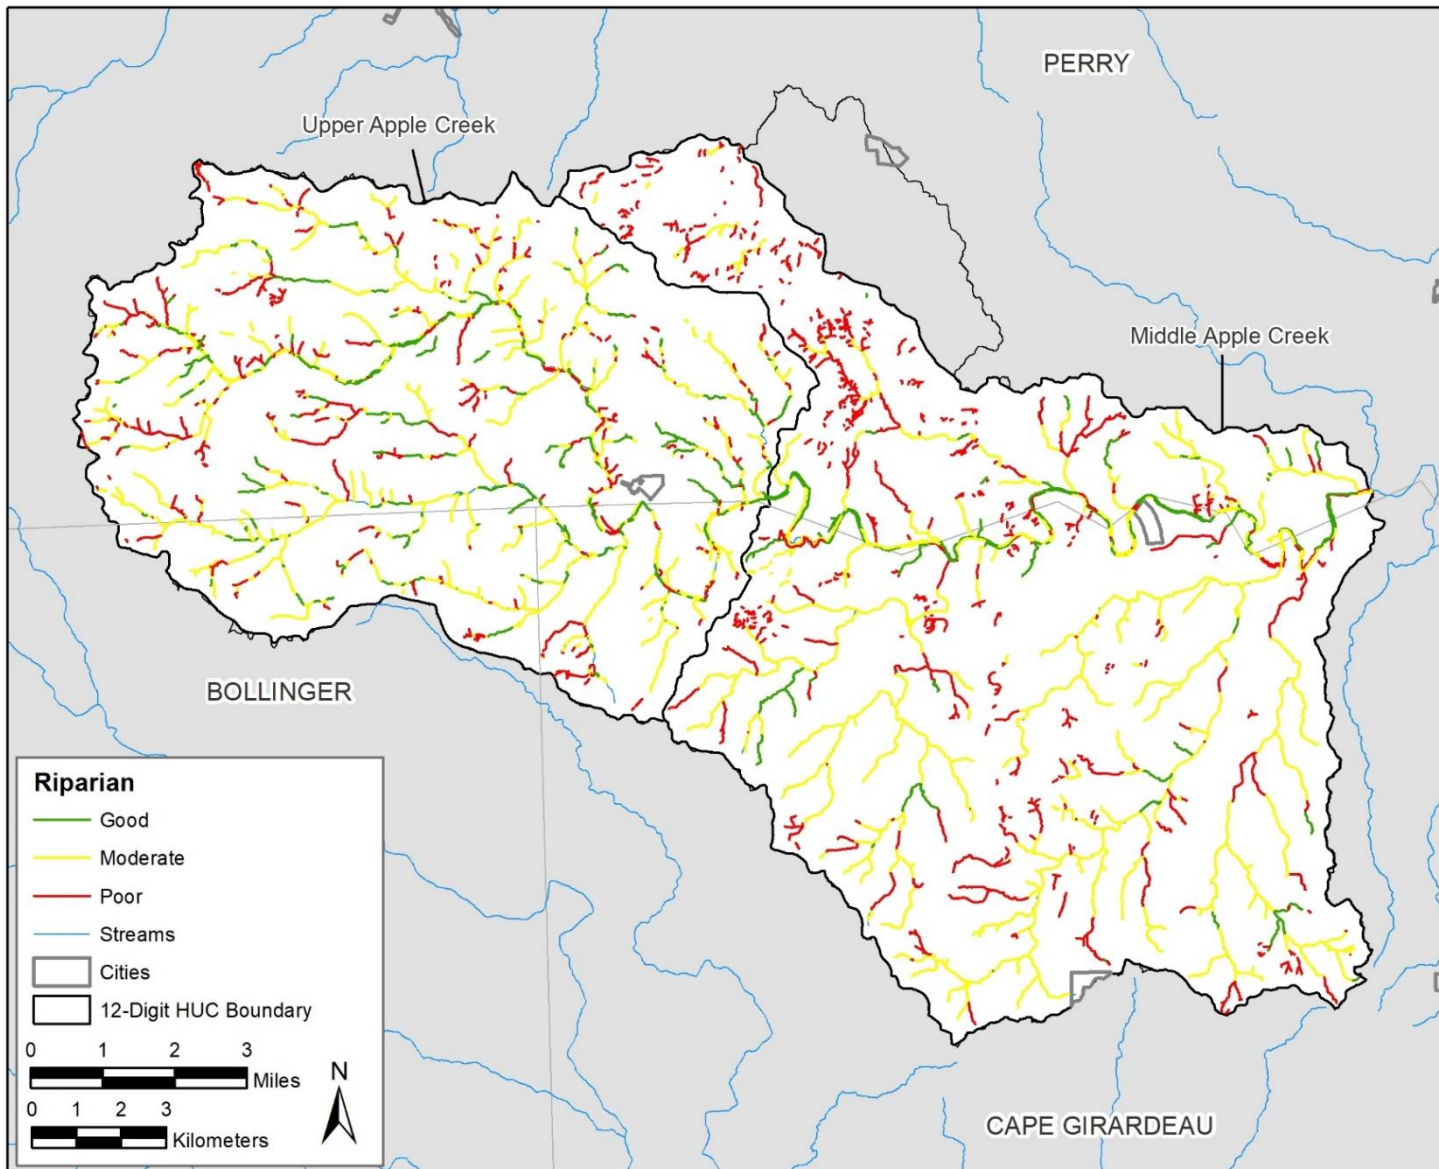 PERRY
Upper Apple Creek
Middle Apple Creek
BOLLINGER
Riparian
Good
Moderate
Poor
Streams
Cities
12-Digit HUC Boundary
0 1 2 3
Miles
0 1 2 3
Kilometers
N
CAPE GIRARDEAU